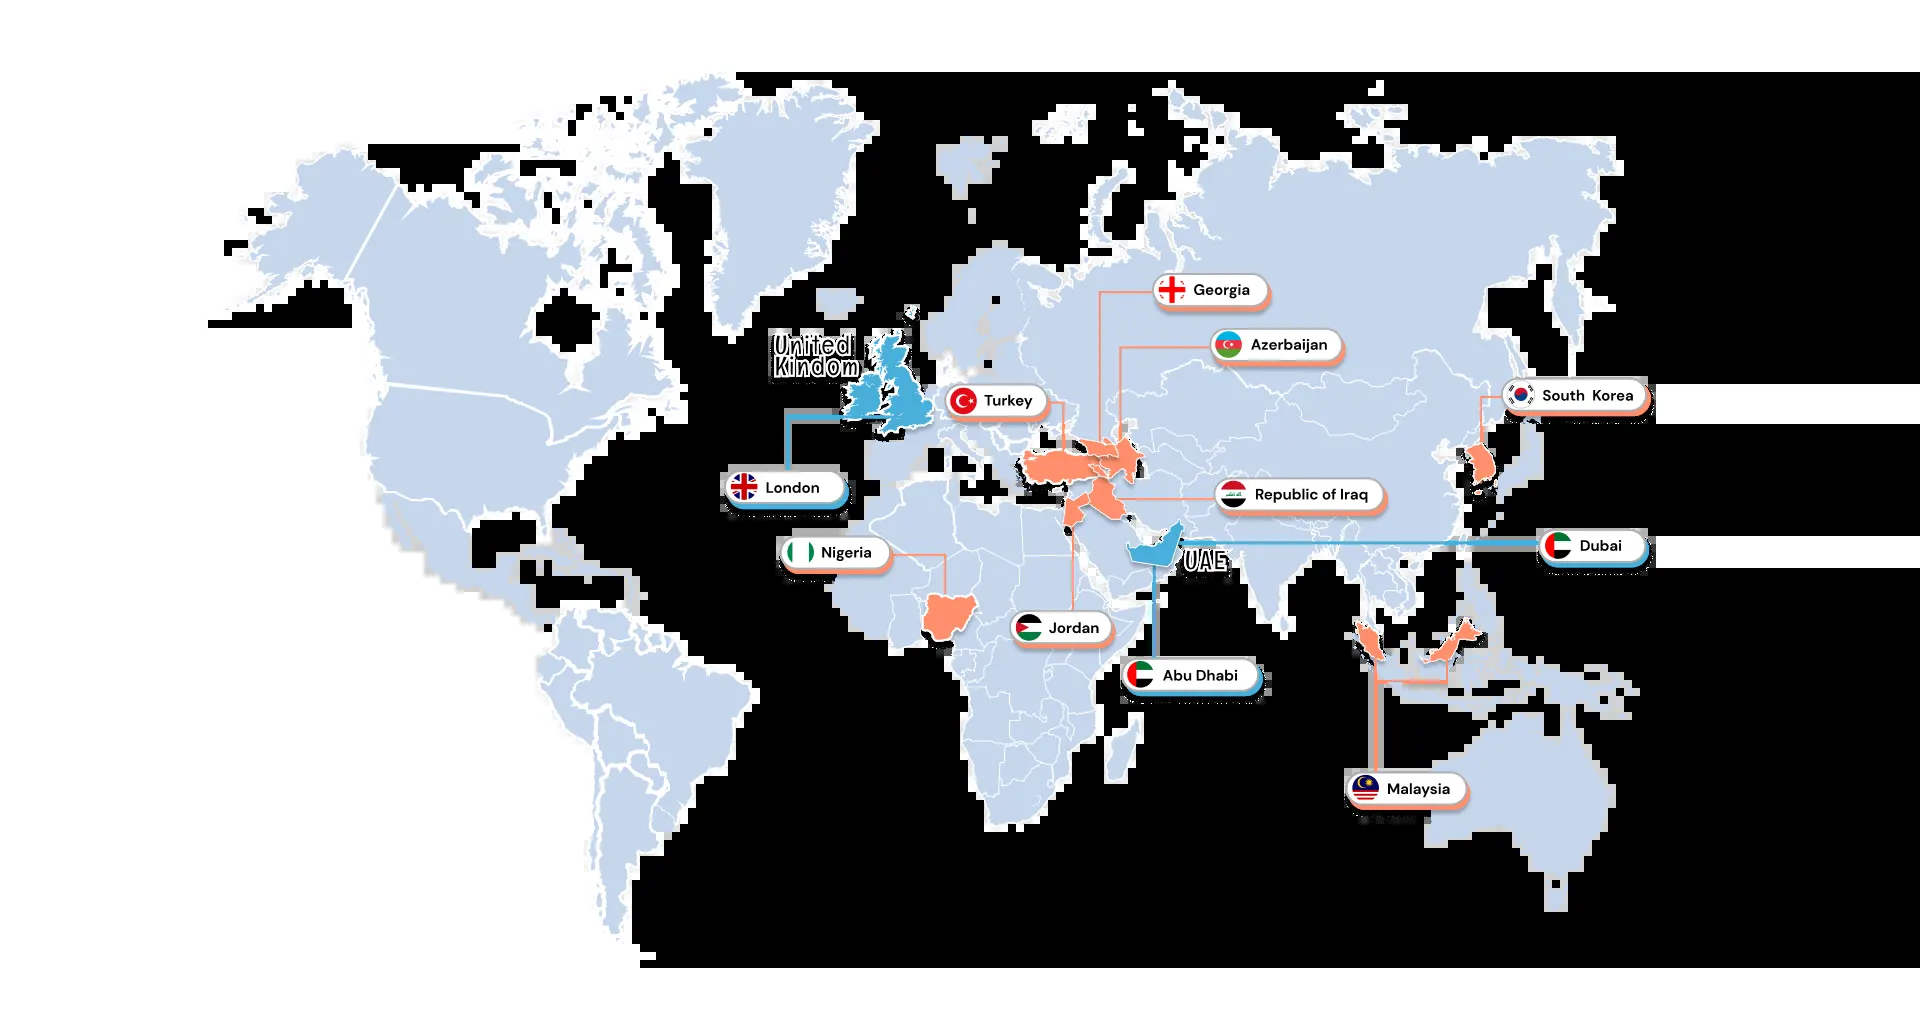 Georgia
United
Kindom
Azerbaijan
Turkey
South Korea
London
Republic of Iraq
Nigeria
Dubai
UAE
Jordan
Abu Dhabi
Malaysia